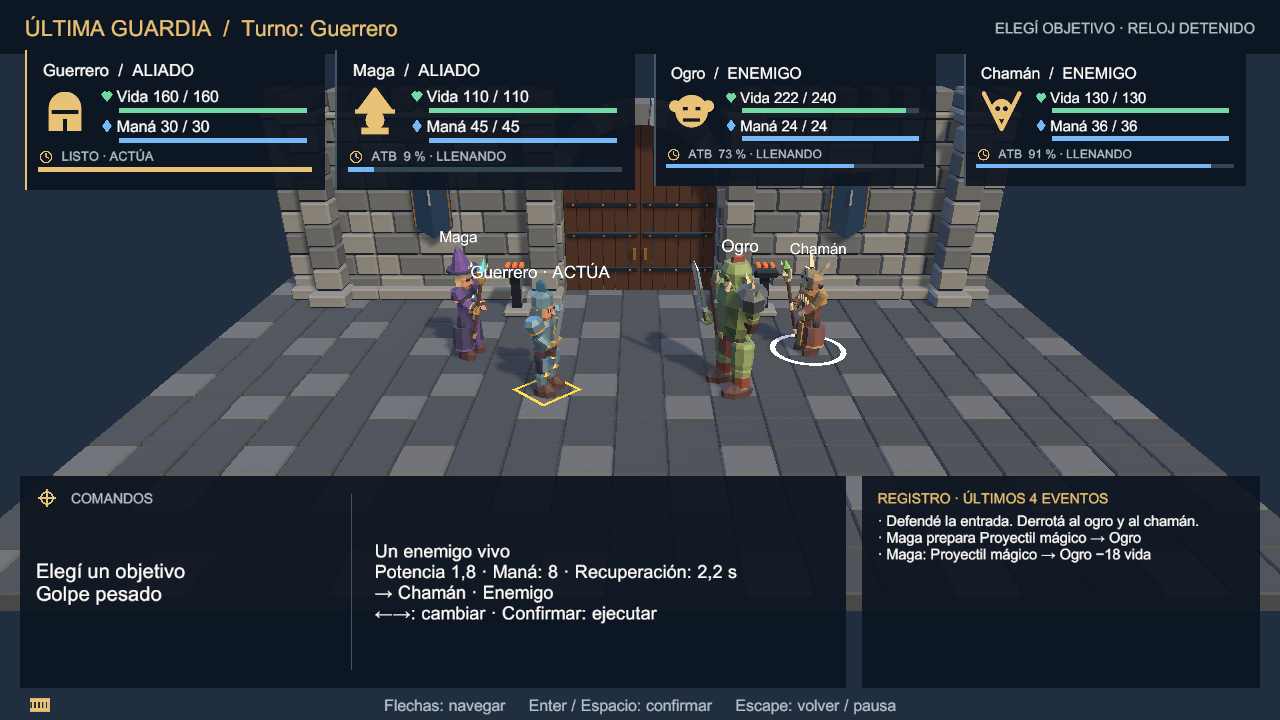 ÚLTIMA GUARDIA / Turno: Guerrero
ELEGÍ OBJETIVO · RELOJ DETENIDO
Guerrero / ALIADO
Vida 160 / 160
Maná 30 / 30
LISTO · ACTÚA
Maga / ALIADO
Vida 110 / 110
Maná 45 / 45
ATB 9 % · LLENANDO
Ogro / ENEMIGO
Vida 222 / 240
Maná 24 / 24
ATB 73 % · LLENANDO
Chamán / ENEMIGO
Vida 130 / 130
Maná 36 / 36
ATB 91 % · LLENANDO
Maga
Guerrero · ACTÚA
Ogro
Chamán
COMANDOS
Elegí un objetivo
Golpe pesado
Un enemigo vivo
Potencia 1,8 · Maná: 8 · Recuperación: 2,2 s
→ Chamán · Enemigo
←→: cambiar · Confirmar: ejecutar
REGISTRO · ÚLTIMOS 4 EVENTOS
· Defendé la entrada. Derrotá al ogro y al chamán.
· Maga prepara Proyectil mágico → Ogro
· Maga: Proyectil mágico → Ogro −18 vida
Flechas: navegar Enter / Espacio: confirmar Escape: volver / pausa